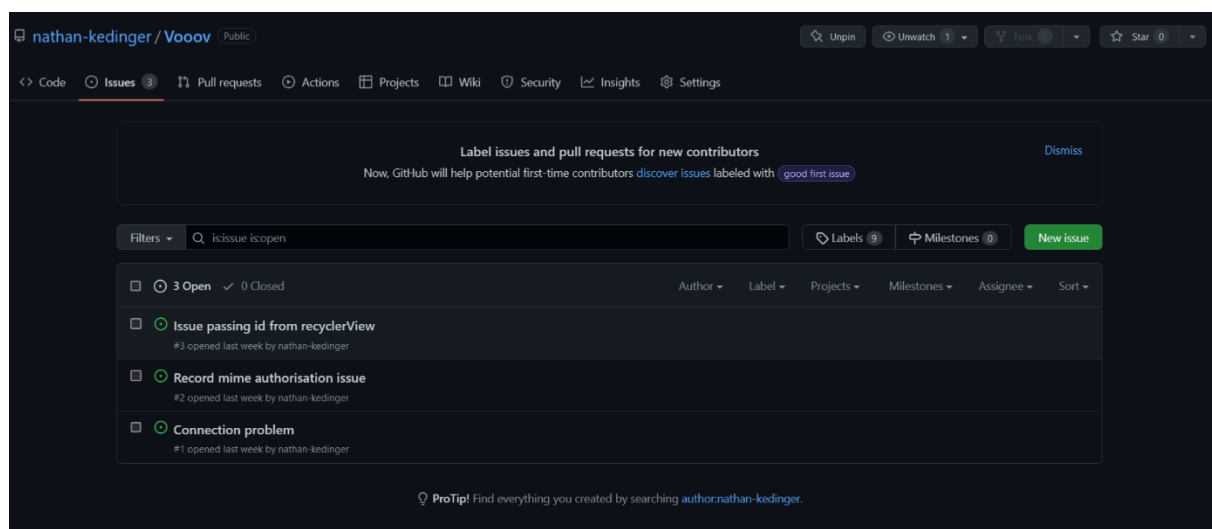 nathan-kedinger / Vooov Public Unpin Unwatch 1 Fork 0 Star 0
<> Code Issues 3 Pull requests Actions Projects Wiki Security Insights Settings
Label issues and pull requests for new contributors Dismiss
Now, GitHub will help potential first-time contributors discover issues labeled with good first issue
Filters is:issue is:open Labels 9 Milestones 0 New issue
3 Open 0 Closed Author Label Projects Milestones Assignee Sort
Issue passing id from recyclerView
#3 opened last week by nathan-kedinger
Record mime authorisation issue
#2 opened last week by nathan-kedinger
Connection problem
#1 opened last week by nathan-kedinger
ProTip! Find everything you created by searching author:nathan-kedinger.